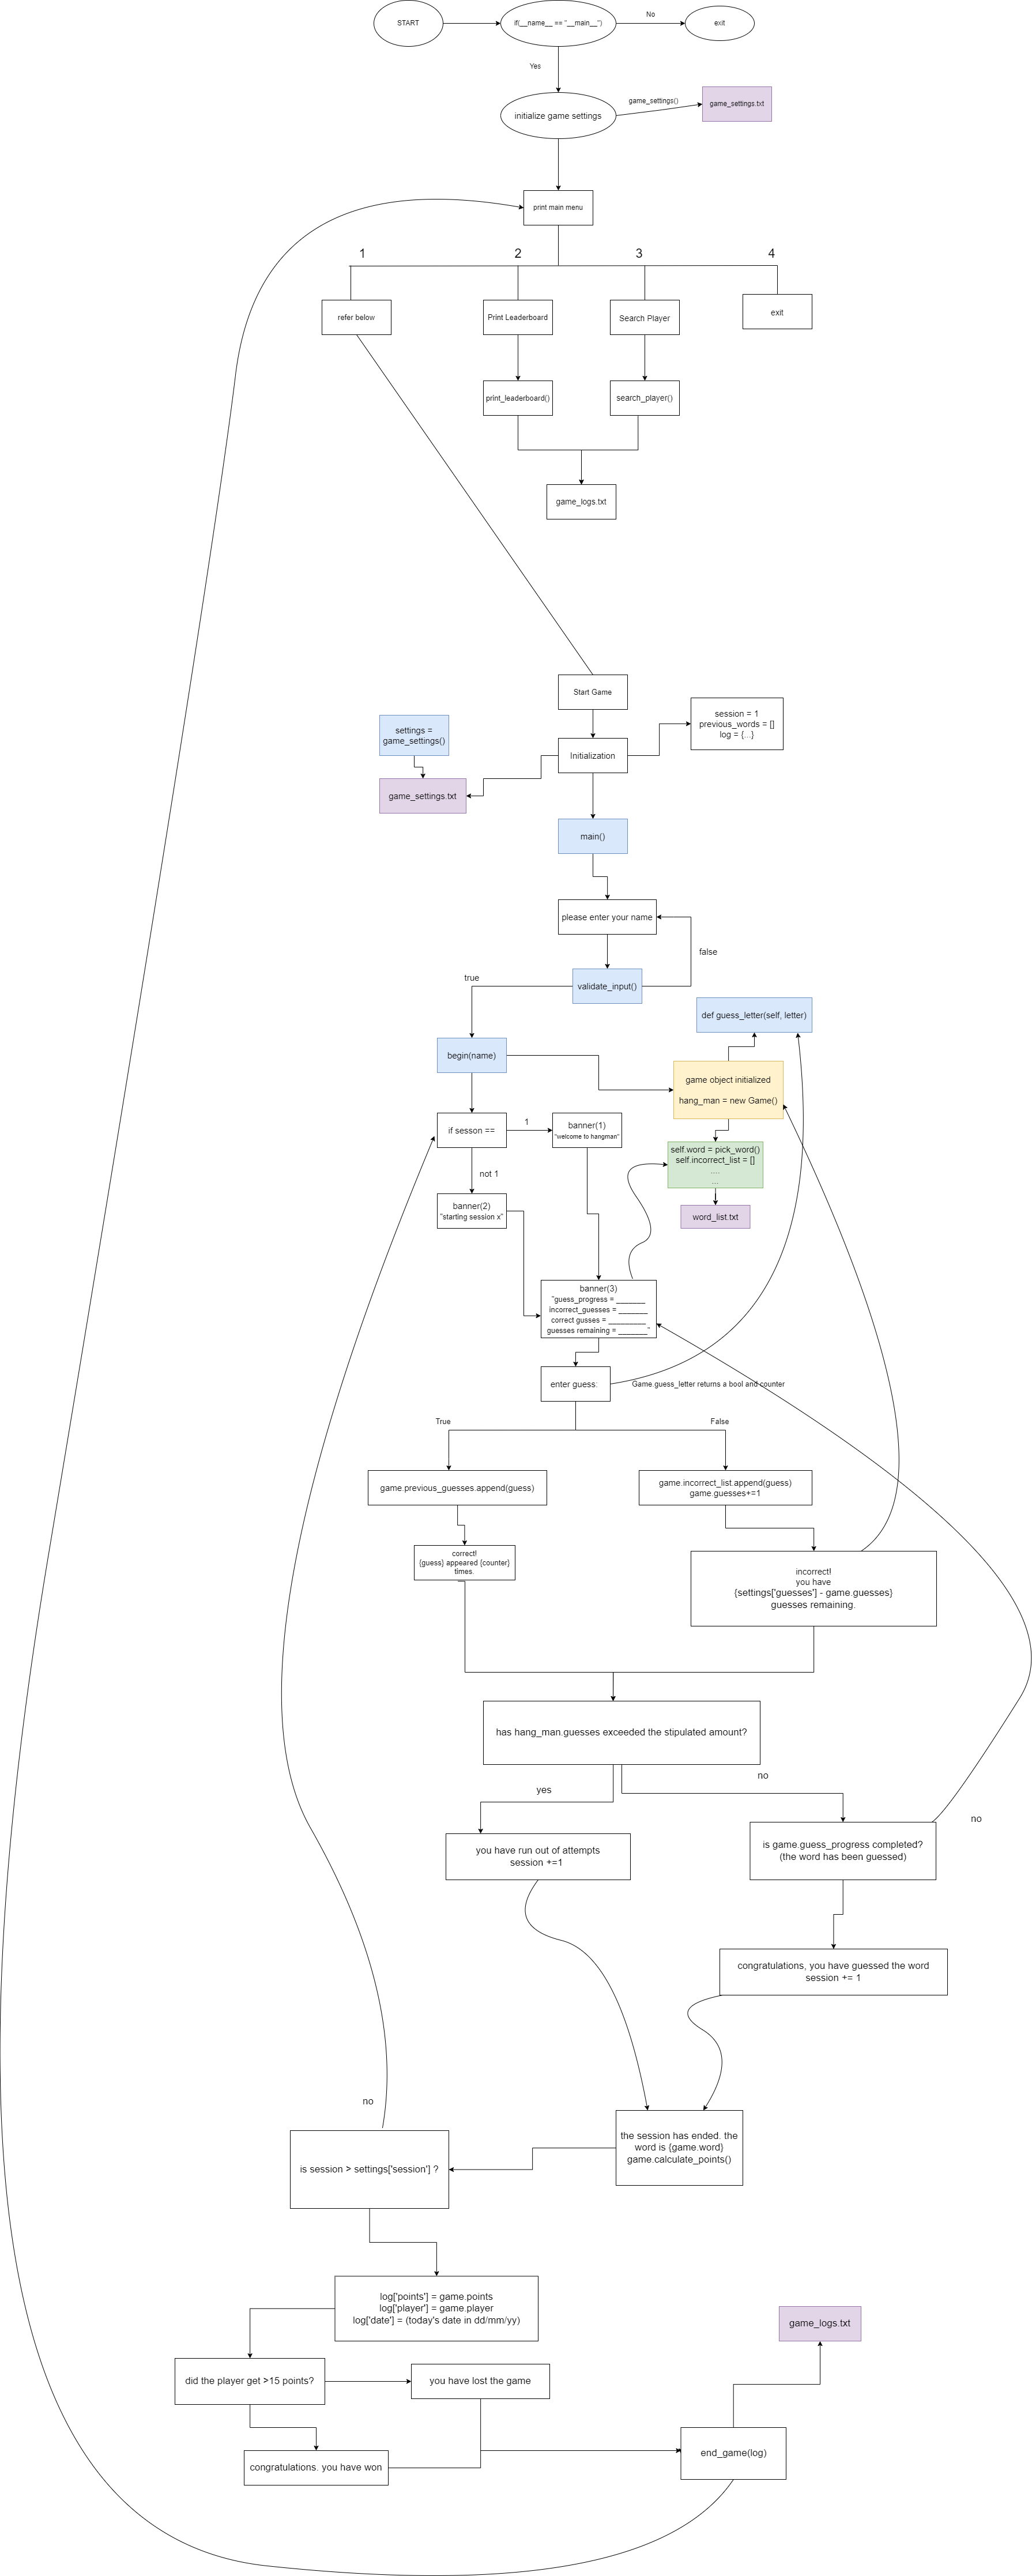 START
if(__name__ == "__main__")
No
exit
Yes
initialize game settings
game_settings()
game_settings.txt
print main menu
1
2
3
4
refer below
Print Leaderboard
Search Player
exit
print_leaderboard()
search_player()
game_logs.txt
Start Game
settings =
game_settings()
game_settings.txt
Initialization
session = 1
previous_words = []
log = {...}
main()
please enter your name
false
validate_input()
true
def guess_letter(self, letter)
begin(name)
game object initialized
hang_man = new Game()
if sesson ==
1
banner(1)
"welcome to hangman"
self.word = pick_word()
self.incorrect_list = []
....
...
not 1
banner(2)
"starting session x"
word_list.txt
banner(3)
"guess_progress = _______
incorrect_guesses = _______
correct gusses = _________
guesses remaining = _______"
enter guess:
Game.guess_letter returns a bool and counter
True
False
game.previous_guesses.append(guess)
game.incorrect_list.append(guess)
game.guesses+=1
correct!
{guess} appeared {counter}
times.
incorrect!
you have
{settings['guesses'] - game.guesses}
guesses remaining.
has hang_man.guesses exceeded the stipulated amount?
yes
no
you have run out of attempts
session +=1
is game.guess_progress completed?
(the word has been guessed)
no
congratulations, you have guessed the word
session += 1
no
the session has ended. the
word is {game.word}
game.calculate_points()
is session > settings['session'] ?
log['points'] = game.points
log['player'] = game.player
log['date'] = (today's date in dd/mm/yy)
game_logs.txt
did the player get >15 points?
you have lost the game
congratulations. you have won
end_game(log)